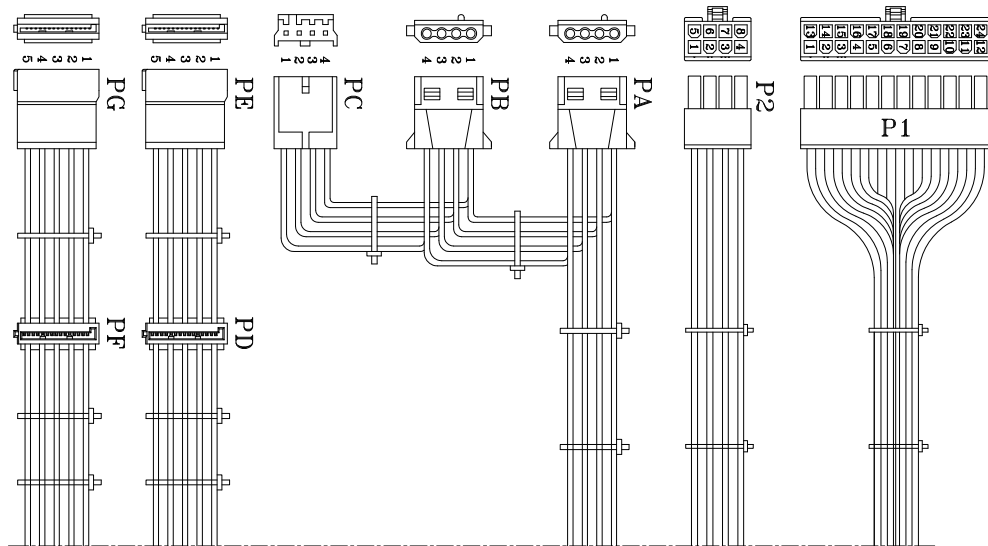 5 6 7 8
1 2 3 4
13 14 15 16 17 18 19 20 21 22 23 24
1 2 3 4 5 6 7 8 9 10 11 12
5 4 3 2 1
5 4 3 2 1
1 2 3 4
4 3 2 1
4 3 2 1
PG
PE
PC
PB
PA
P2
P1
PF
PD